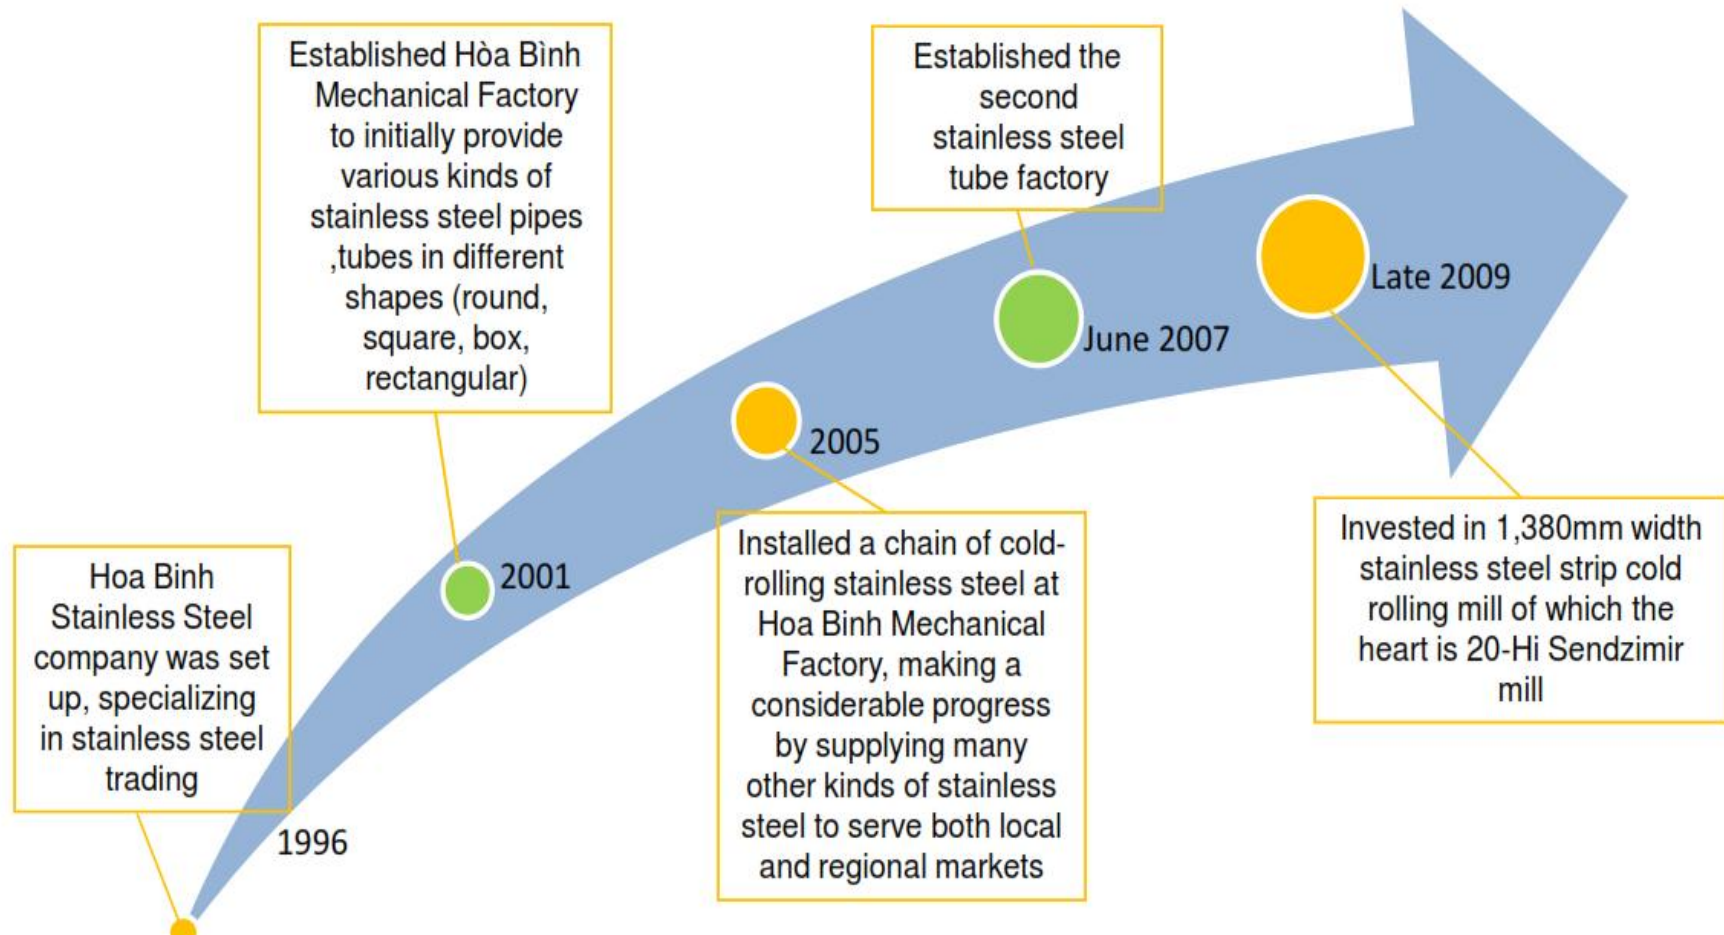 Hoa Binh
Stainless Steel
company was set
up, specializing
in stainless steel
trading
1996
Established Hòa Bình
Mechanical Factory
to initially provide
various kinds of
stainless steel pipes
,tubes in different
shapes (round,
square, box,
rectangular)
2001
2005
Installed a chain of cold-
rolling stainless steel at
Hoa Binh Mechanical
Factory, making a
considerable progress
by supplying many
other kinds of stainless
steel to serve both local
and regional markets
Established the
second
stainless steel
tube factory
June 2007
Late 2009
Invested in 1,380mm width
stainless steel strip cold
rolling mill of which the
heart is 20-Hi Sendzimir
mill